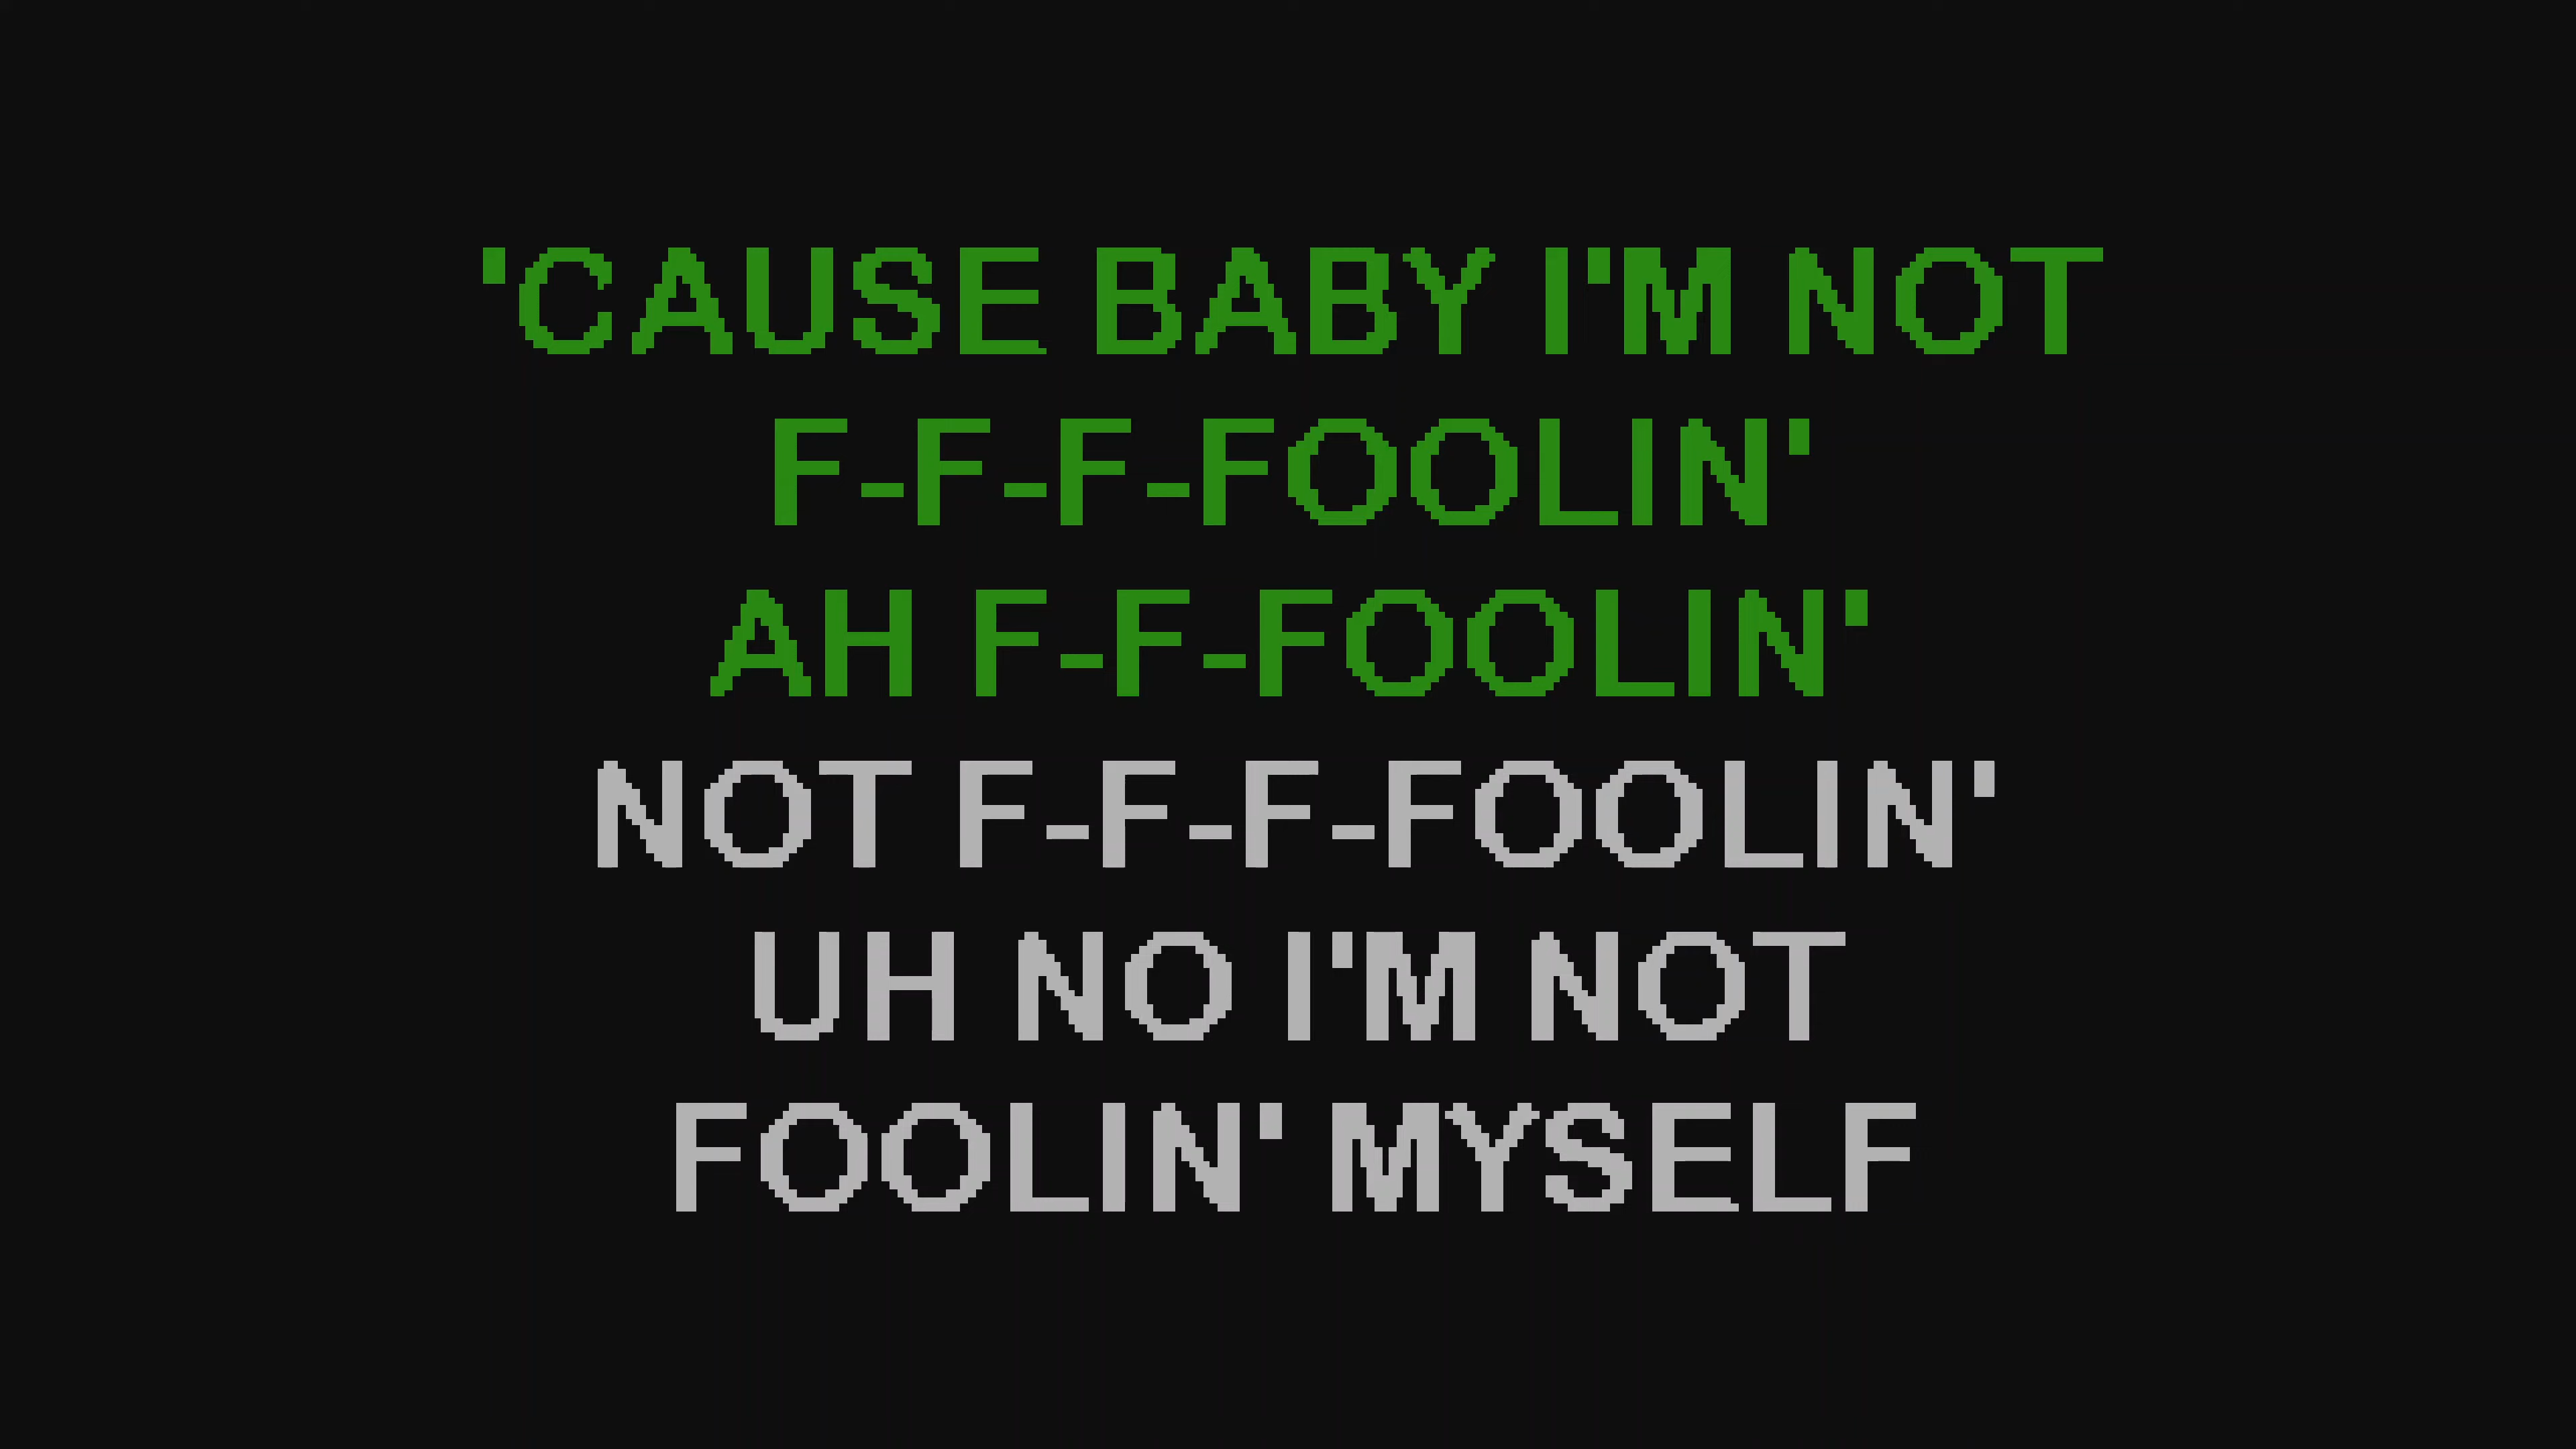 'CAUSE BABY I'M NOT
F-F-F-FOOLIN'
AH F-F-FOOLIN'
NOT F-F-F-FOOLIN'
UH NO I'M NOT
FOOLIN' MYSELF